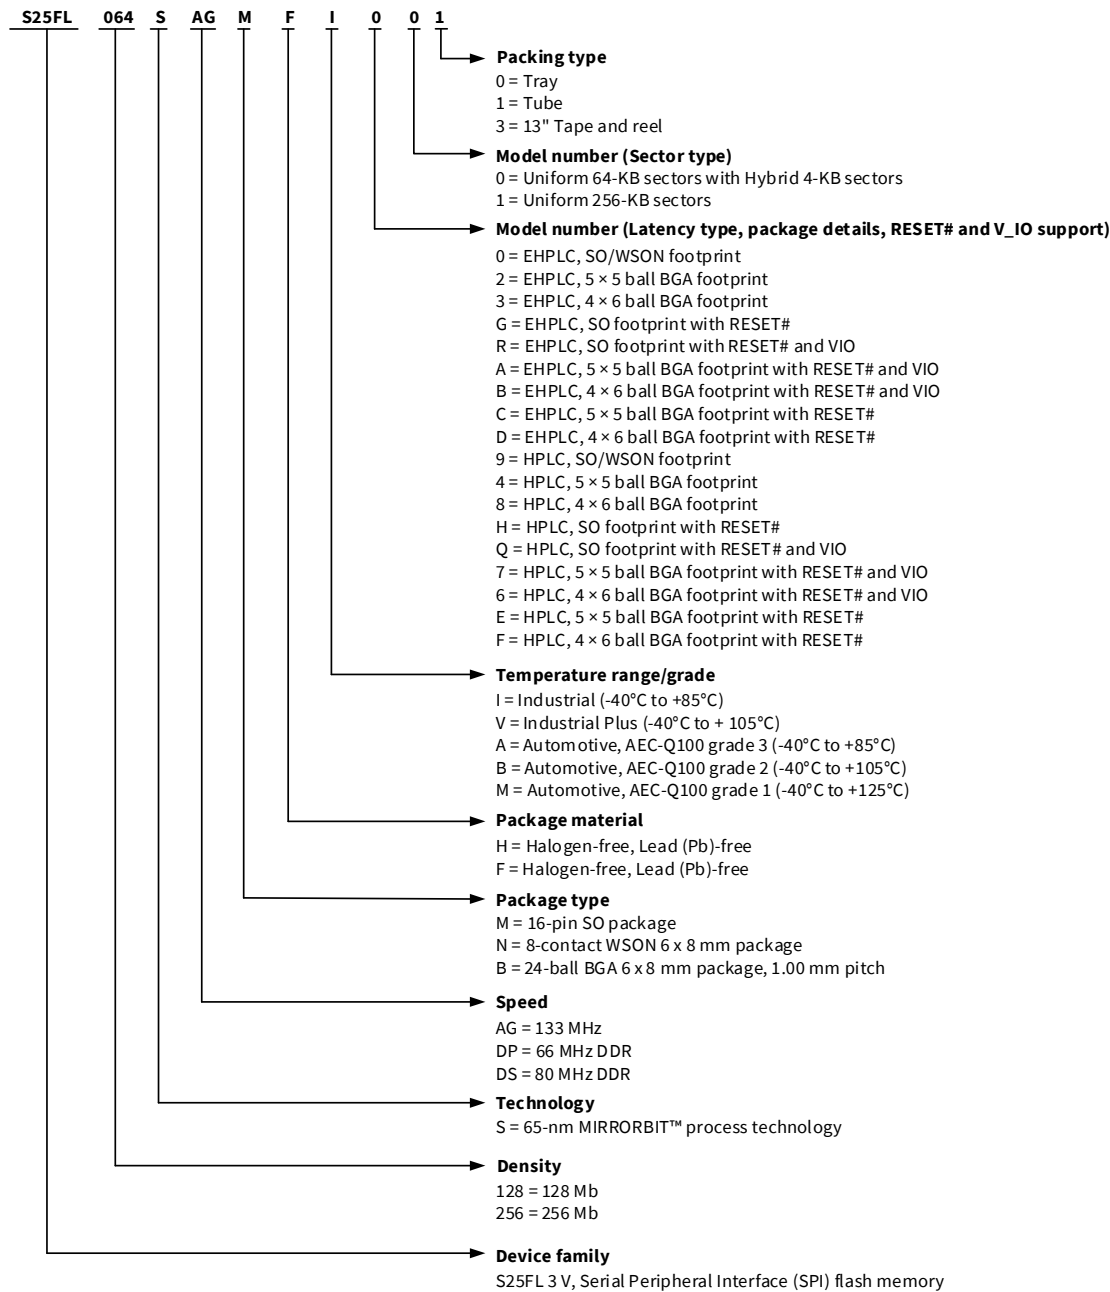 S25FL 064 S AG M F I 0 0 1
Packing type
0 = Tray
1 = Tube
3 = 13" Tape and reel
Model number (Sector type)
0 = Uniform 64-KB sectors with Hybrid 4-KB sectors
1 = Uniform 256-KB sectors
Model number (Latency type, package details, RESET# and V_IO support)
0 = EHPLC, SO/WSON footprint
2 = EHPLC, 5 × 5 ball BGA footprint
3 = EHPLC, 4 × 6 ball BGA footprint
G = EHPLC, SO footprint with RESET#
R = EHPLC, SO footprint with RESET# and VIO
A = EHPLC, 5 × 5 ball BGA footprint with RESET# and VIO
B = EHPLC, 4 × 6 ball BGA footprint with RESET# and VIO
C = EHPLC, 5 × 5 ball BGA footprint with RESET#
D = EHPLC, 4 × 6 ball BGA footprint with RESET#
9 = HPLC, SO/WSON footprint
4 = HPLC, 5 × 5 ball BGA footprint
8 = HPLC, 4 × 6 ball BGA footprint
H = HPLC, SO footprint with RESET#
Q = HPLC, SO footprint with RESET# and VIO
7 = HPLC, 5 × 5 ball BGA footprint with RESET# and VIO
6 = HPLC, 4 × 6 ball BGA footprint with RESET# and VIO
E = HPLC, 5 × 5 ball BGA footprint with RESET#
F = HPLC, 4 × 6 ball BGA footprint with RESET#
Temperature range/grade
I = Industrial (-40°C to +85°C)
V = Industrial Plus (-40°C to + 105°C)
A = Automotive, AEC-Q100 grade 3 (-40°C to +85°C)
B = Automotive, AEC-Q100 grade 2 (-40°C to +105°C)
M = Automotive, AEC-Q100 grade 1 (-40°C to +125°C)
Package material
H = Halogen-free, Lead (Pb)-free
F = Halogen-free, Lead (Pb)-free
Package type
M = 16-pin SO package
N = 8-contact WSON 6 x 8 mm package
B = 24-ball BGA 6 x 8 mm package, 1.00 mm pitch
Speed
AG = 133 MHz
DP = 66 MHz DDR
DS = 80 MHz DDR
Technology
S = 65-nm MIRRORBIT™ process technology
Density
128 = 128 Mb
256 = 256 Mb
Device family
S25FL 3 V, Serial Peripheral Interface (SPI) flash memory